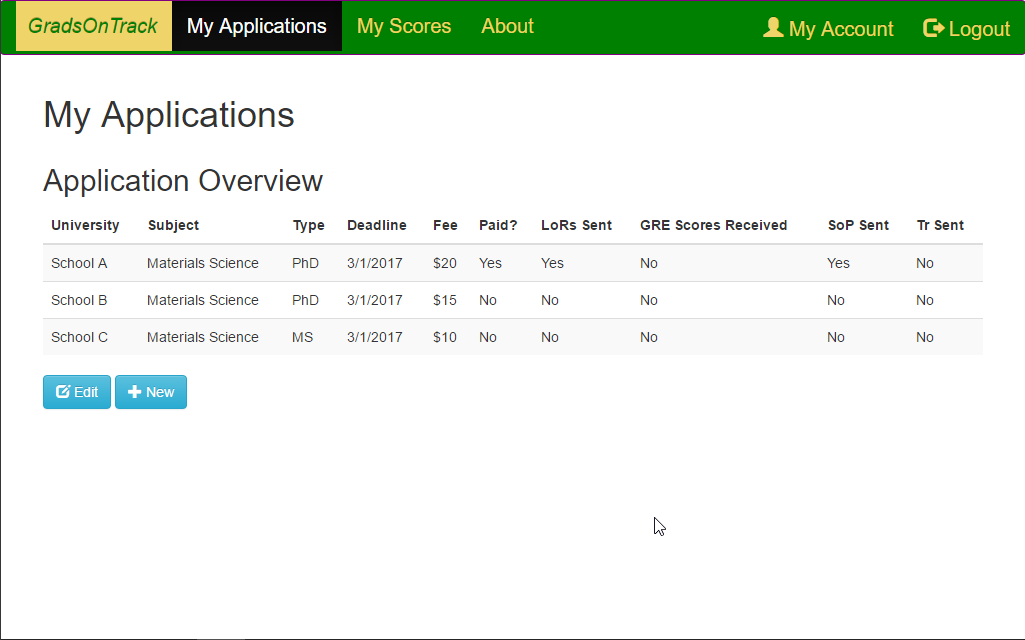 GradsOnTrack My Applications My Scores About My Account Logout
My Applications
Application Overview
University Subject Type Deadline Fee Paid? LoRs Sent GRE Scores Received SoP Sent Tr Sent
School A Materials Science PhD 3/1/2017 $20 Yes Yes No Yes No
School B Materials Science PhD 3/1/2017 $15 No No No No No
School C Materials Science MS 3/1/2017 $10 No No No No No
Edit New